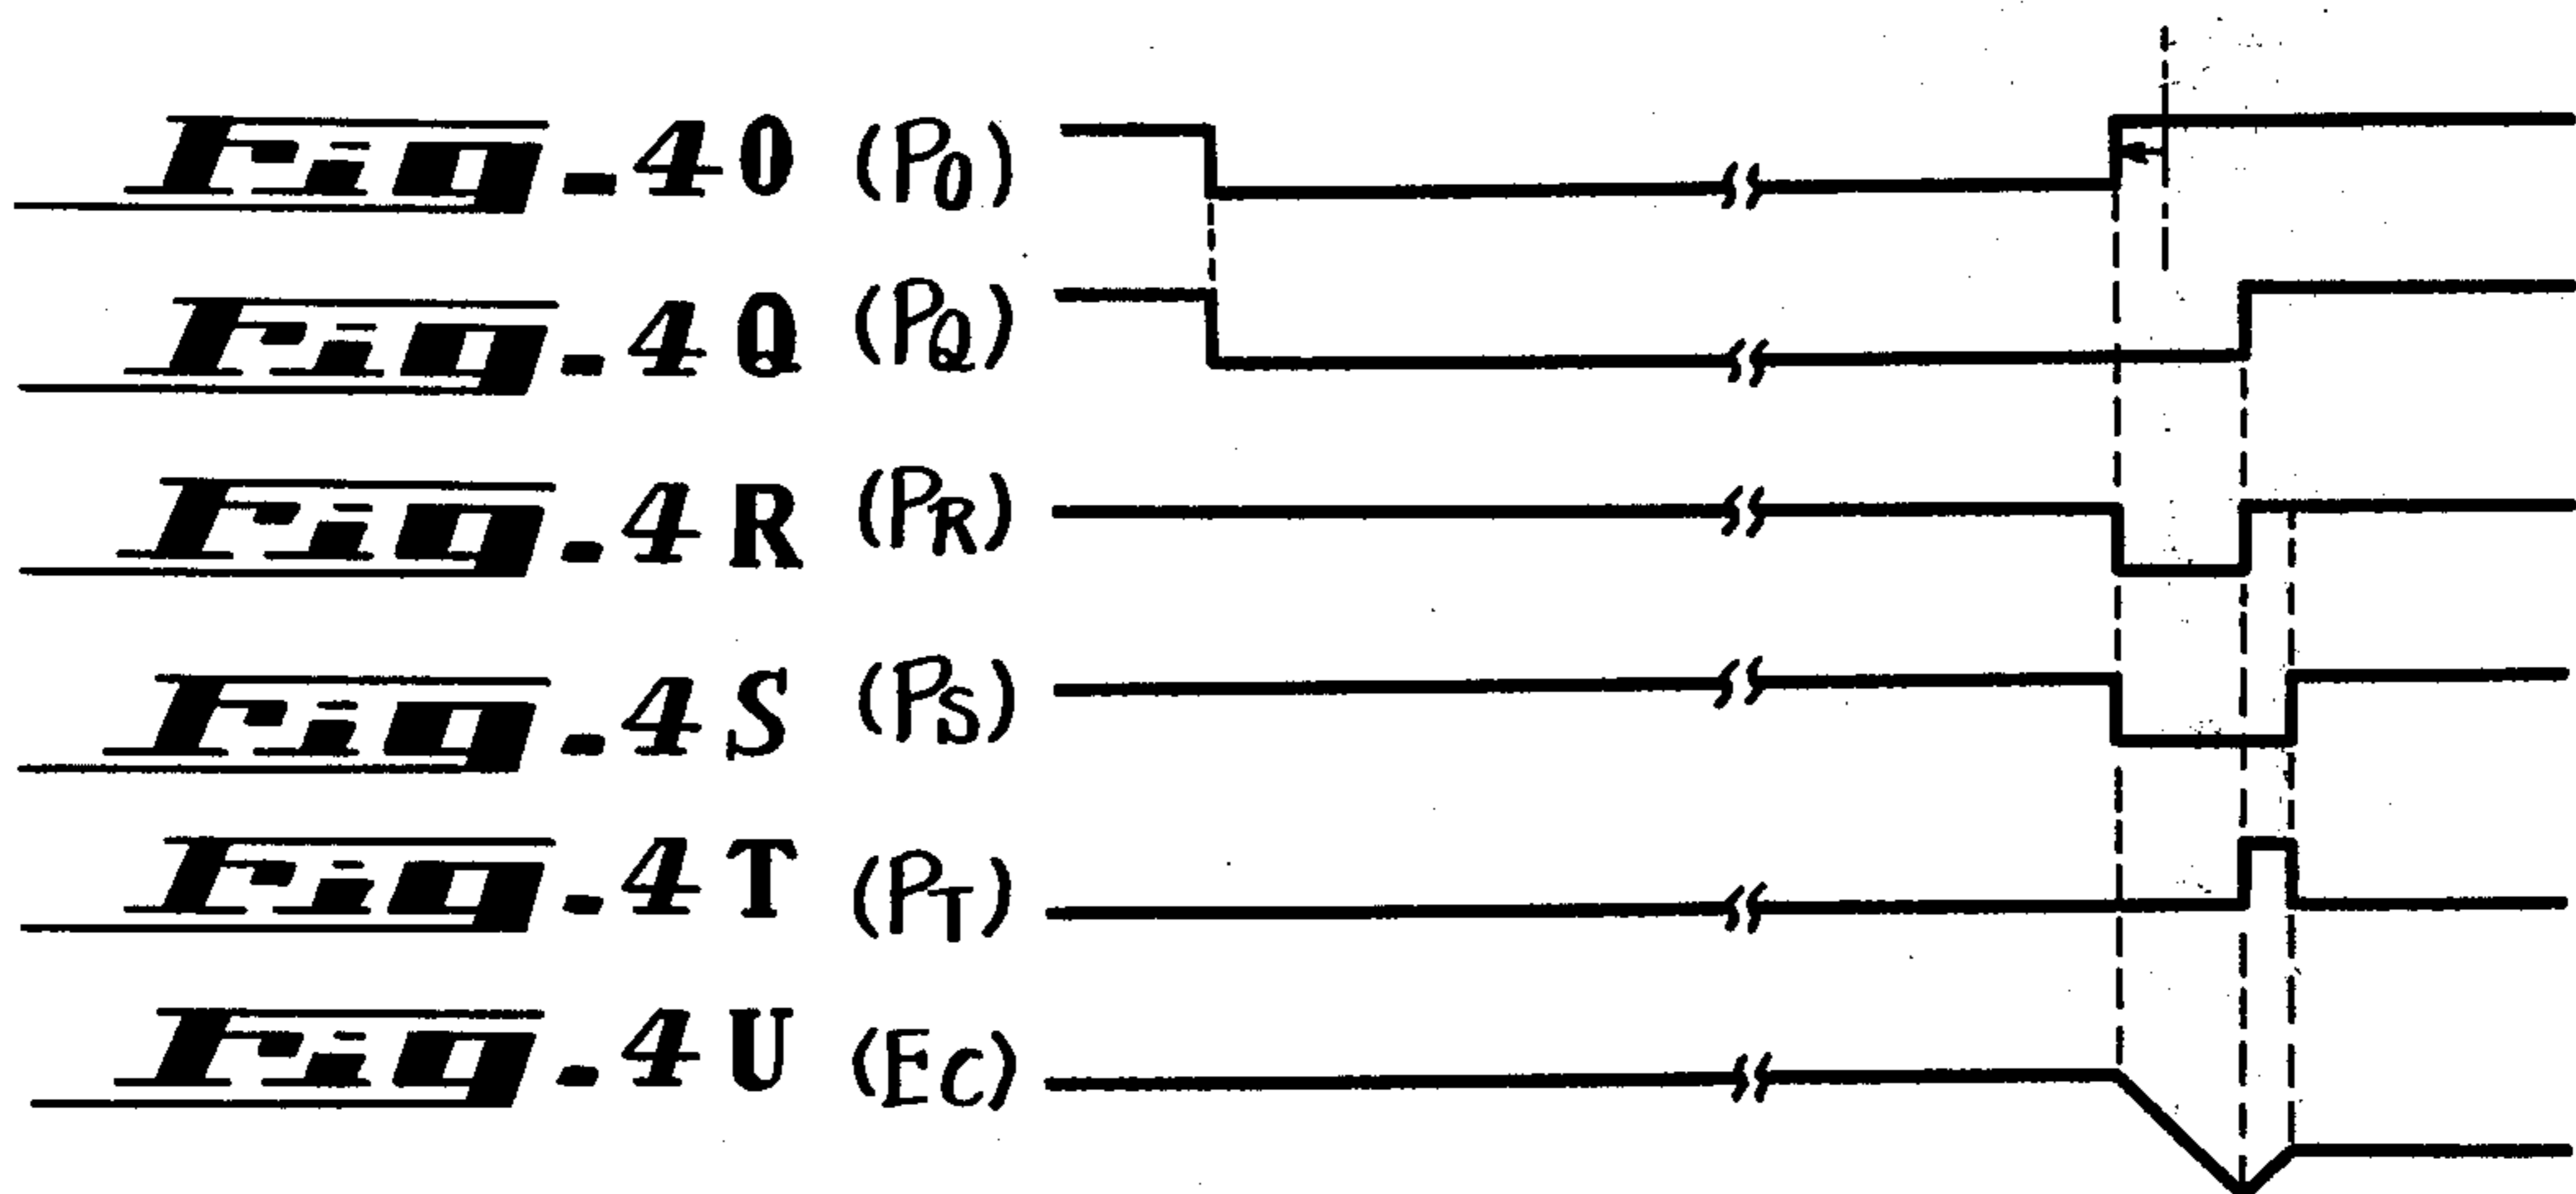 Fig. 4O (PO)
Fig. 4Q (PQ)
Fig. 4R (PR)
Fig. 4S (PS)
Fig. 4T (PT)
Fig. 4U (EC)